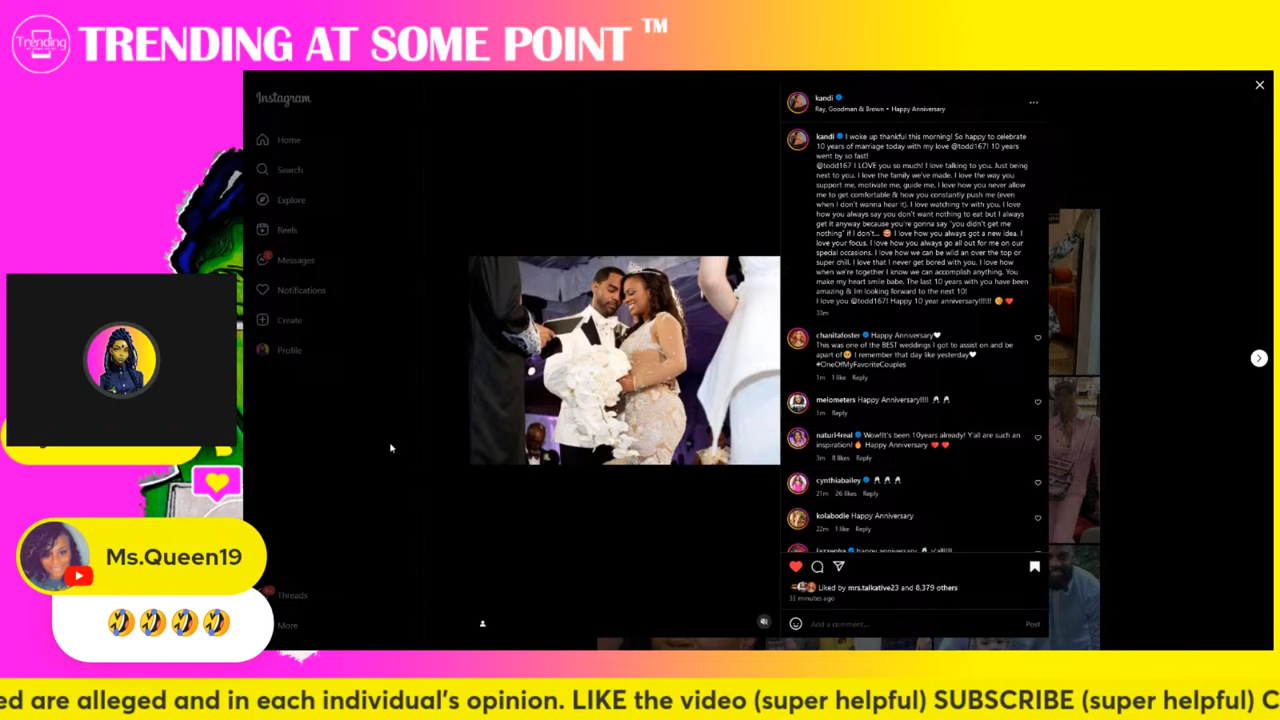 Trending
TRENDING AT SOME POINT ™
Instagram
Home
Search
Explore
Reels
Messages
Notifications
Create
Profile
Threads
More
kandi
Ray, Goodman & Brown • Happy Anniversary
kandi I woke up thankful this morning! So happy to celebrate
10 years of marriage today with my love @todd167! 10 years
went by so fast!
@todd167 I LOVE you so much! I love talking to you. Just being
next to you. I love the family we've made. I love the way you
support me, motivate me, guide me. I love how you never allow
me to get comfortable & how you constantly push me (even
when I don't wanna hear it). I love watching tv with you. I love
how you always say you don't want nothing to eat but I always
get it anyway because you're gonna say "you didn't get me
nothing" if I don't... 🤣 I love how you always got a new idea. I
love your focus. I love how you always go all out for me on our
special occasions. I love how we can be wild an over the top or
super chill. I love that I never get bored with you. I love how
when we're together I know we can accomplish anything. You
make my heart smile babe. The last 10 years with you have been
amazing & Im looking forward to the next 10!
I love you @todd167! Happy 10 year anniversary!!!!!! 😘❤️
33m
chanitafoster Happy Anniversary🤍
This was one of the BEST weddings I got to assist on and be
apart of🥹 I remember that day like yesterday🤍
#OneOfMyFavoriteCouples
1m 1 like Reply
melometers Happy Anniversary!!!! 🥂 🥂
1m Reply
naturl4real Wow!It's been 10years already! Y'all are such an
inspiration!🔥 Happy Anniversary ❤️ ❤️
3m 8 likes Reply
cynthiabailey 🥂 🥂 🥂
21m 26 likes Reply
kolabodie Happy Anniversary
22m 1 like Reply
Liked by mrs.talkative23 and 8,379 others
33 minutes ago
Add a comment...
Post
Ms.Queen19
🤣 🤣 🤣 🤣
ed are alleged and in each individual's opinion. LIKE the video (super helpful) SUBSCRIBE (super helpful) C